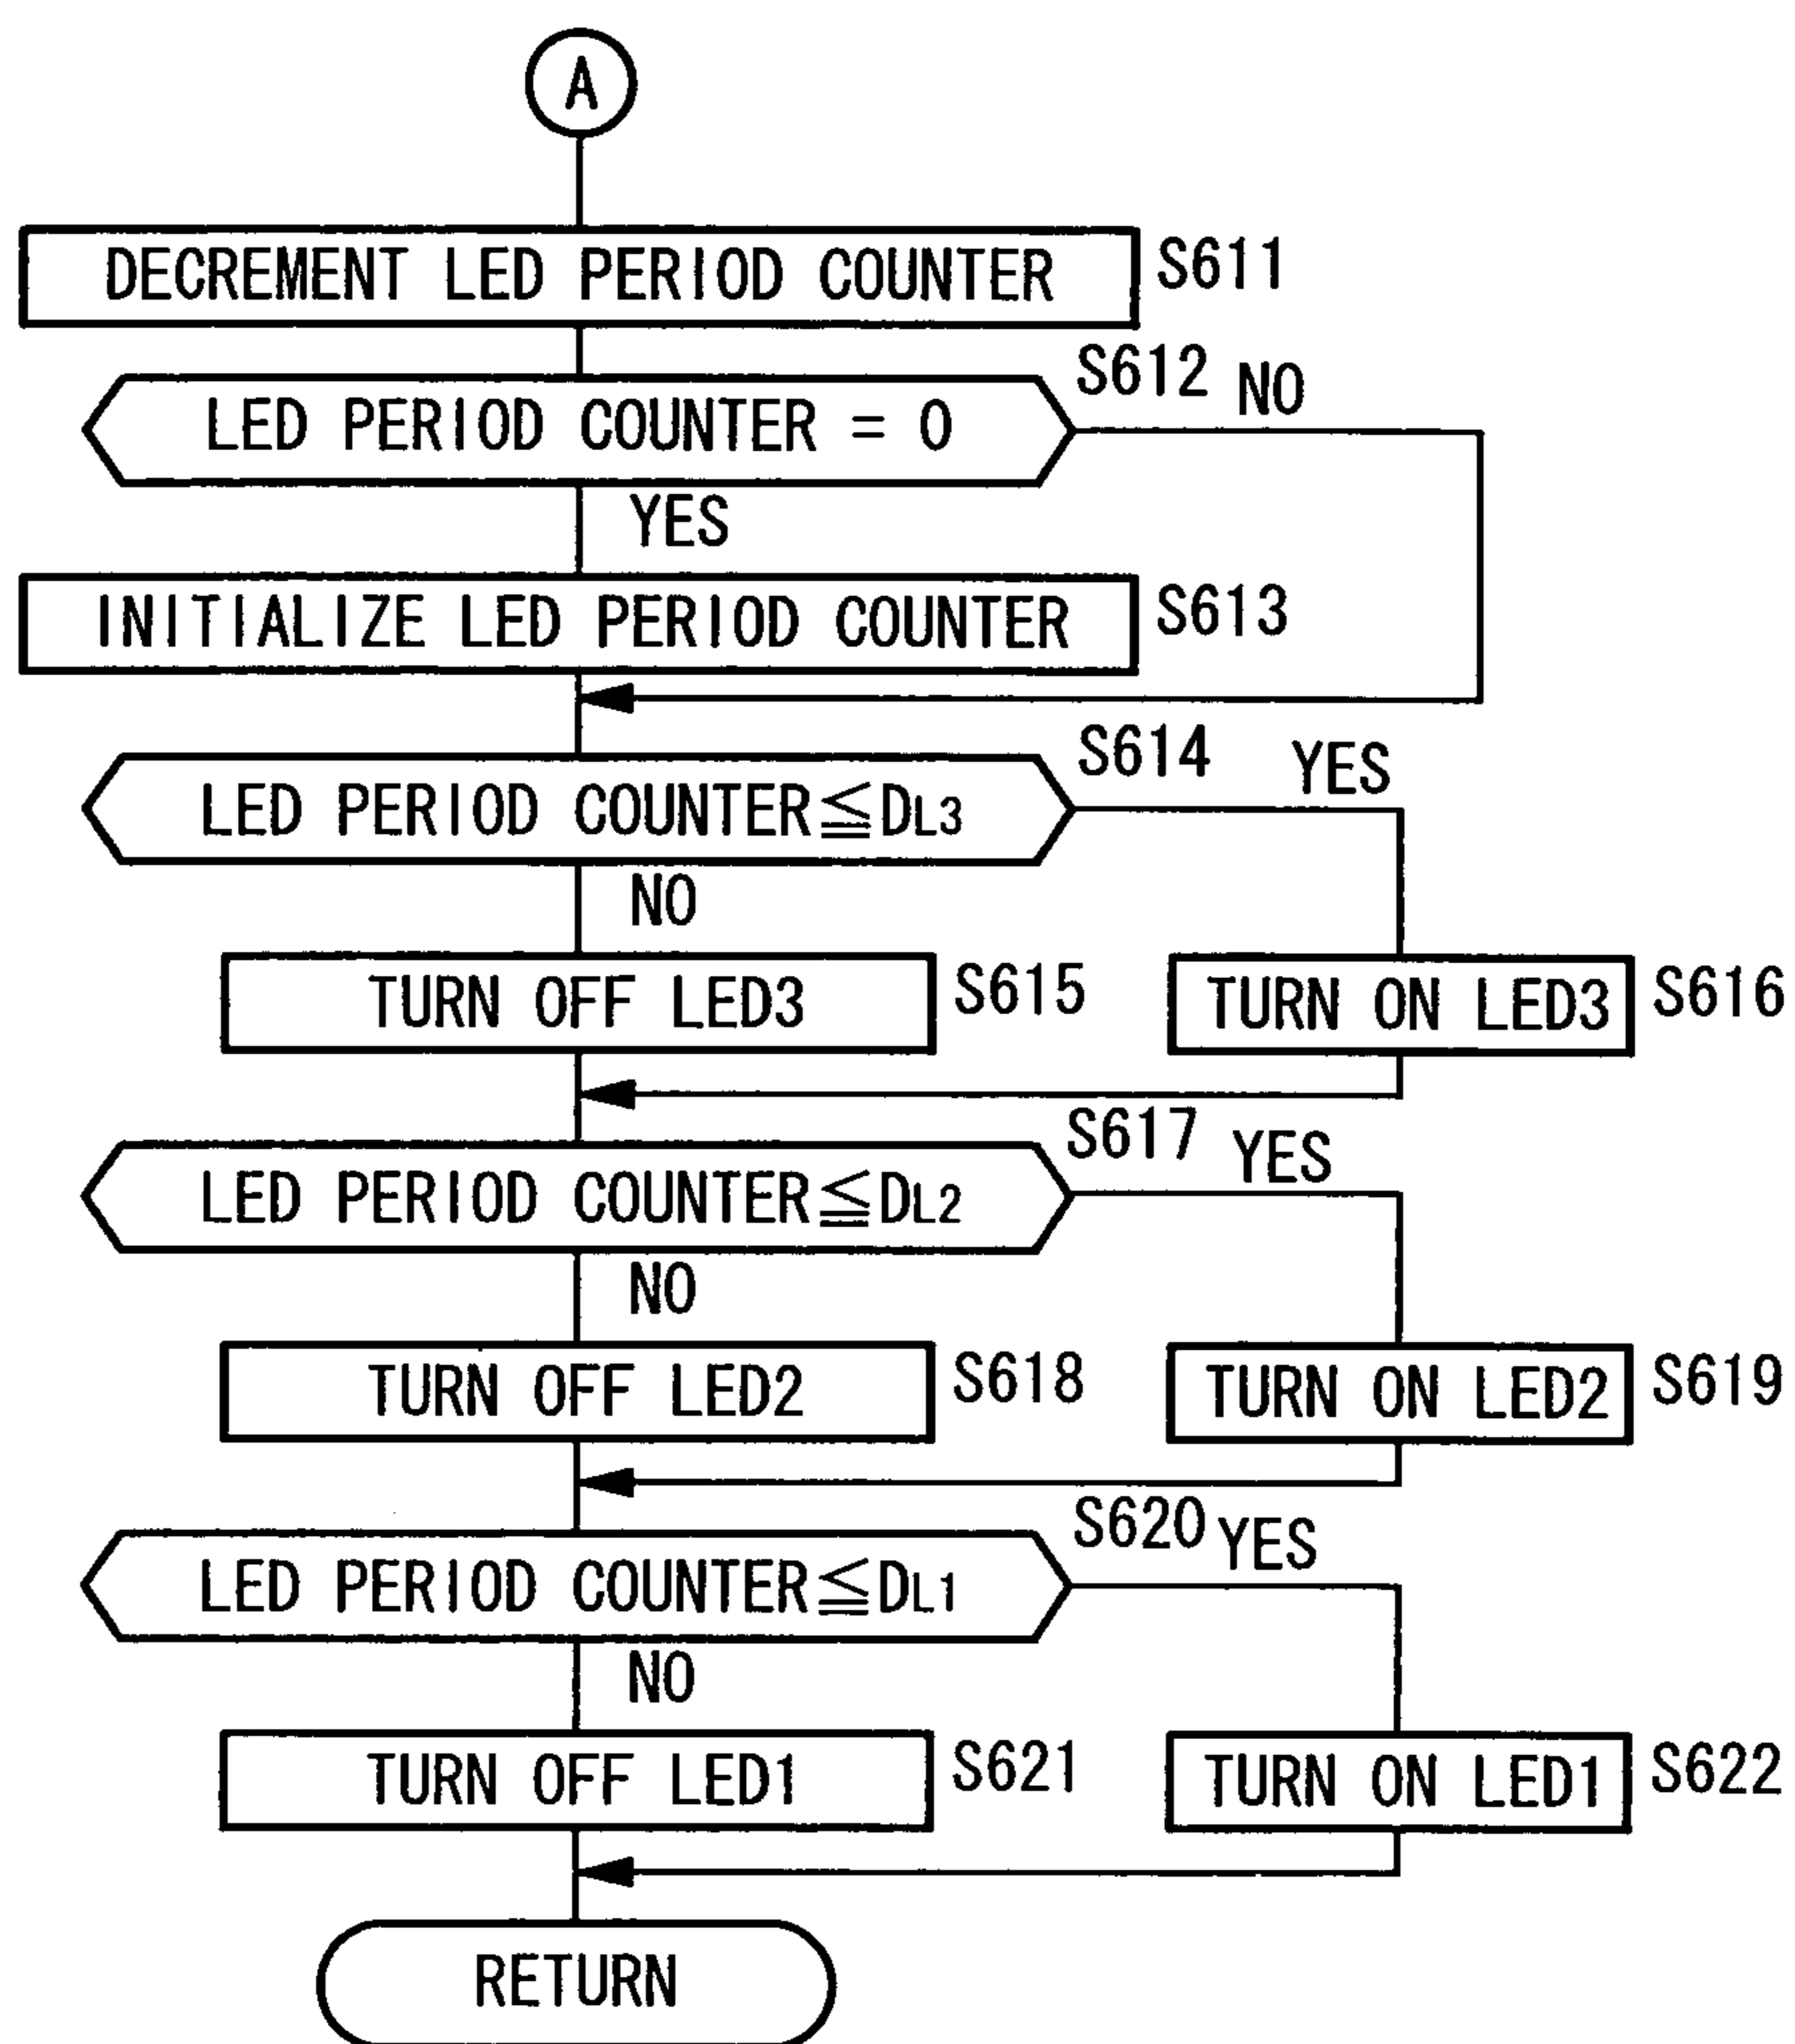 A
DECREMENT LED PERIOD COUNTER S611
LED PERIOD COUNTER = 0 S612 NO
YES
INITIALIZE LED PERIOD COUNTER S613
LED PERIOD COUNTER≦DL3 S614 YES
NO
TURN OFF LED3 S615 TURN ON LED3 S616
LED PERIOD COUNTER≦DL2 S617 YES
NO
TURN OFF LED2 S618 TURN ON LED2 S619
LED PERIOD COUNTER≦DL1 S620 YES
NO
TURN OFF LED1 S621 TURN ON LED1 S622
RETURN